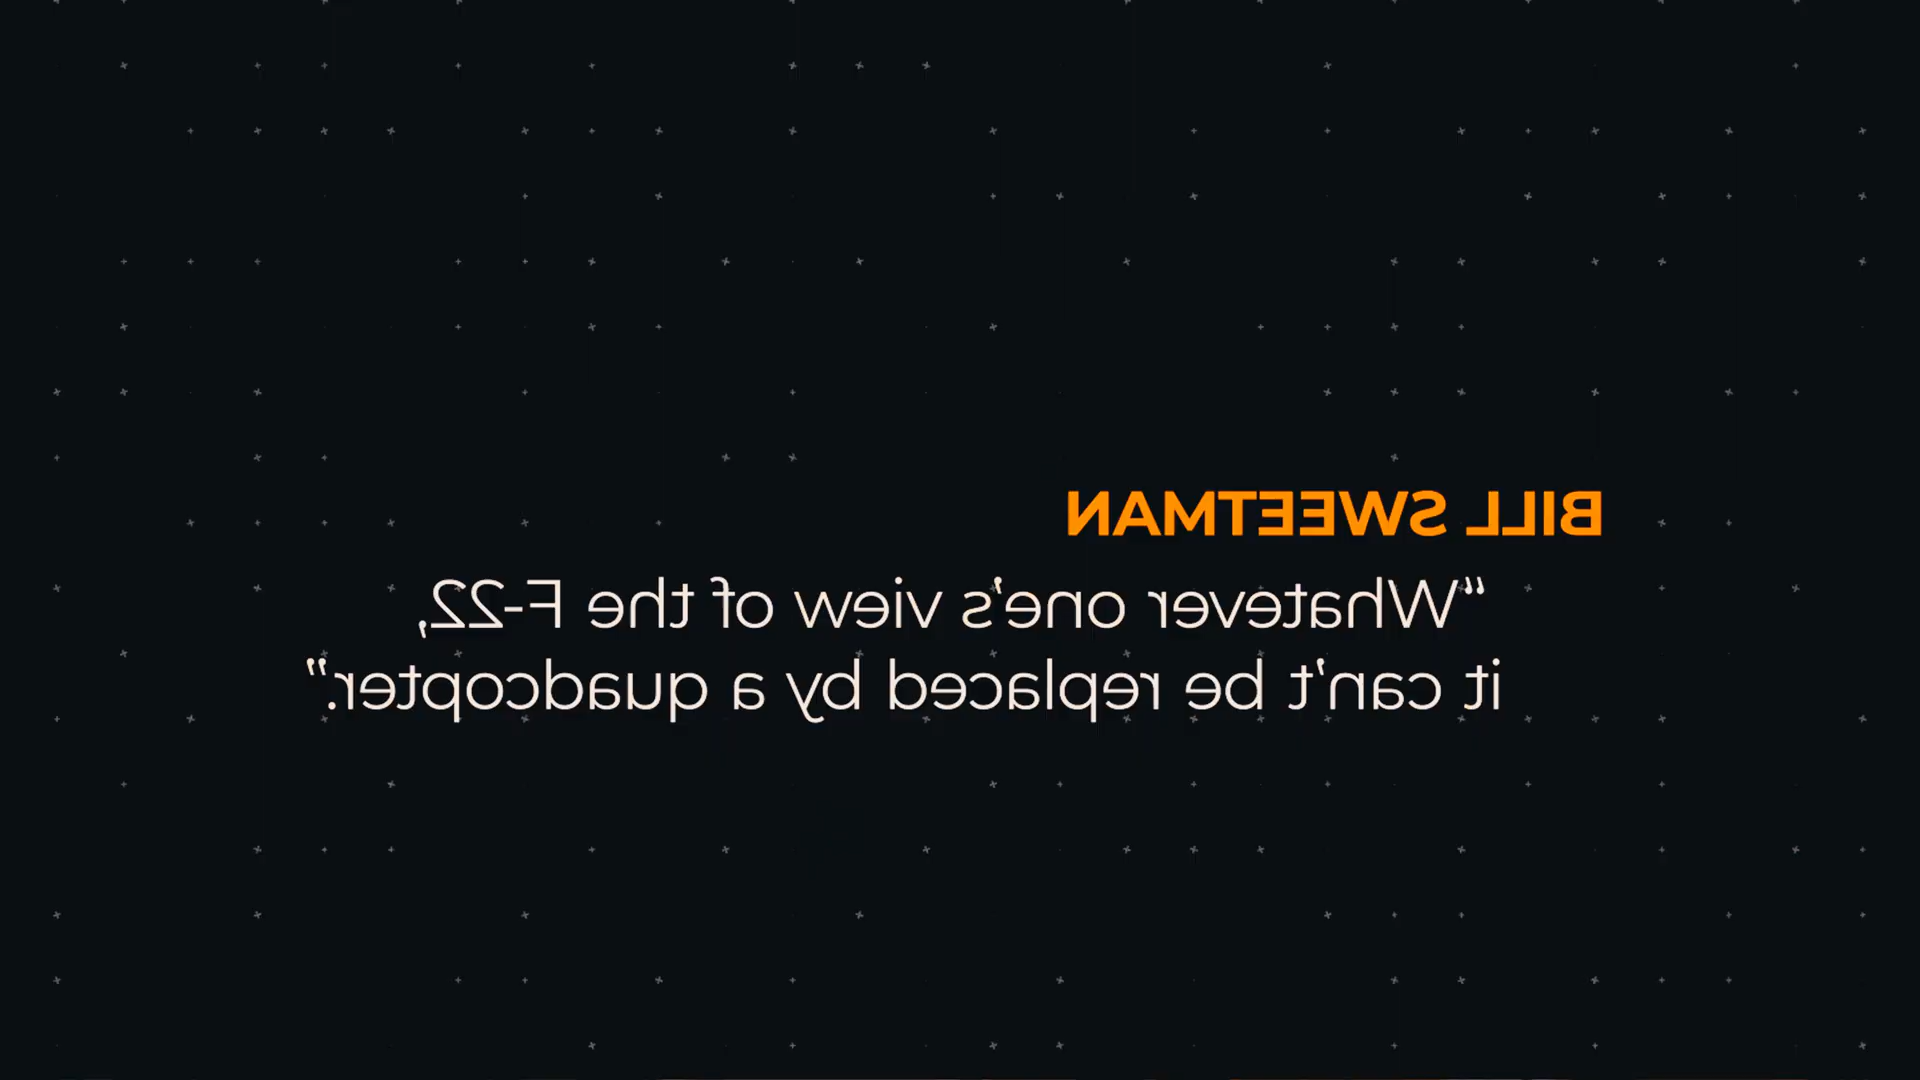 BILL SWEETMAN
“Whatever one's view of the F-22,
it can't be replaced by a quadcopter.”